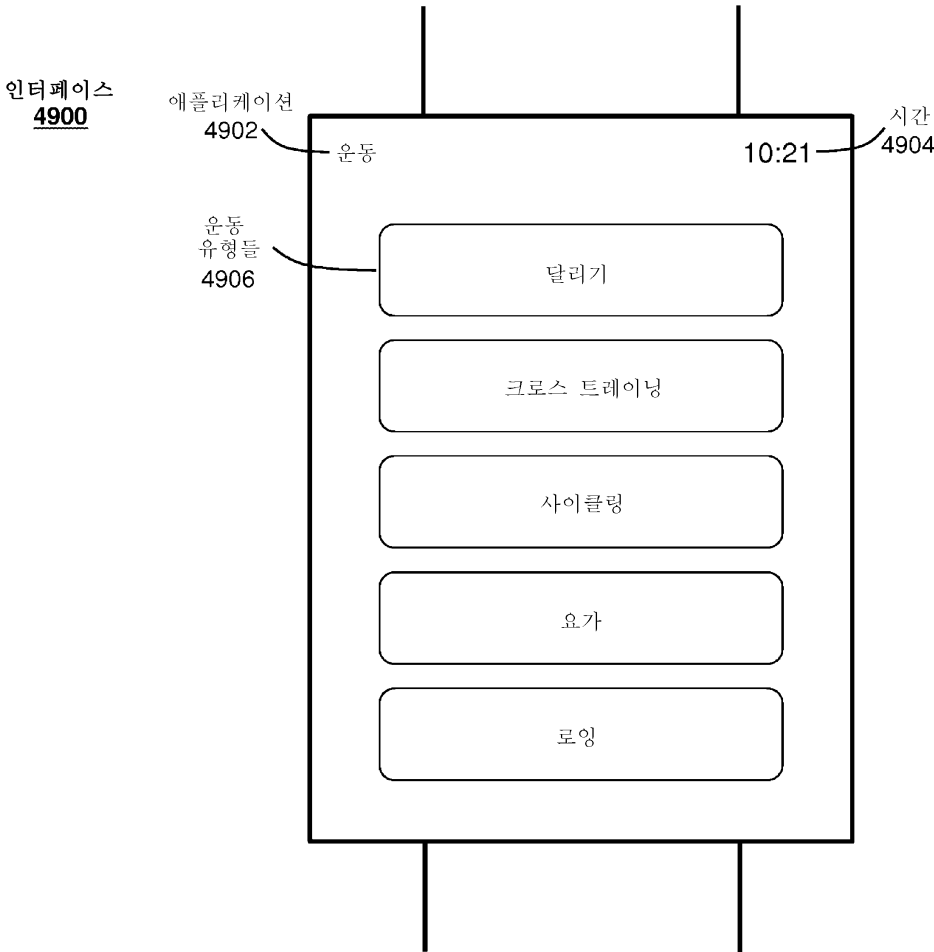 인터페이스
4900
애플리케이션
4902
시간
4904
운동
10:21
운동
유형들
4906
달리기
크로스 트레이닝
사이클링
요가
로잉